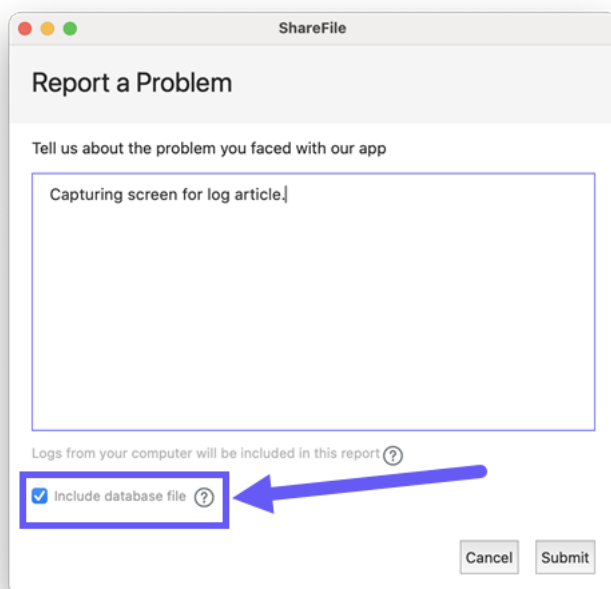 ShareFile
Report a Problem
Tell us about the problem you faced with our app
Capturing screen for log article.
Logs from your computer will be included in this report ?
Include database file ?
Cancel Submit